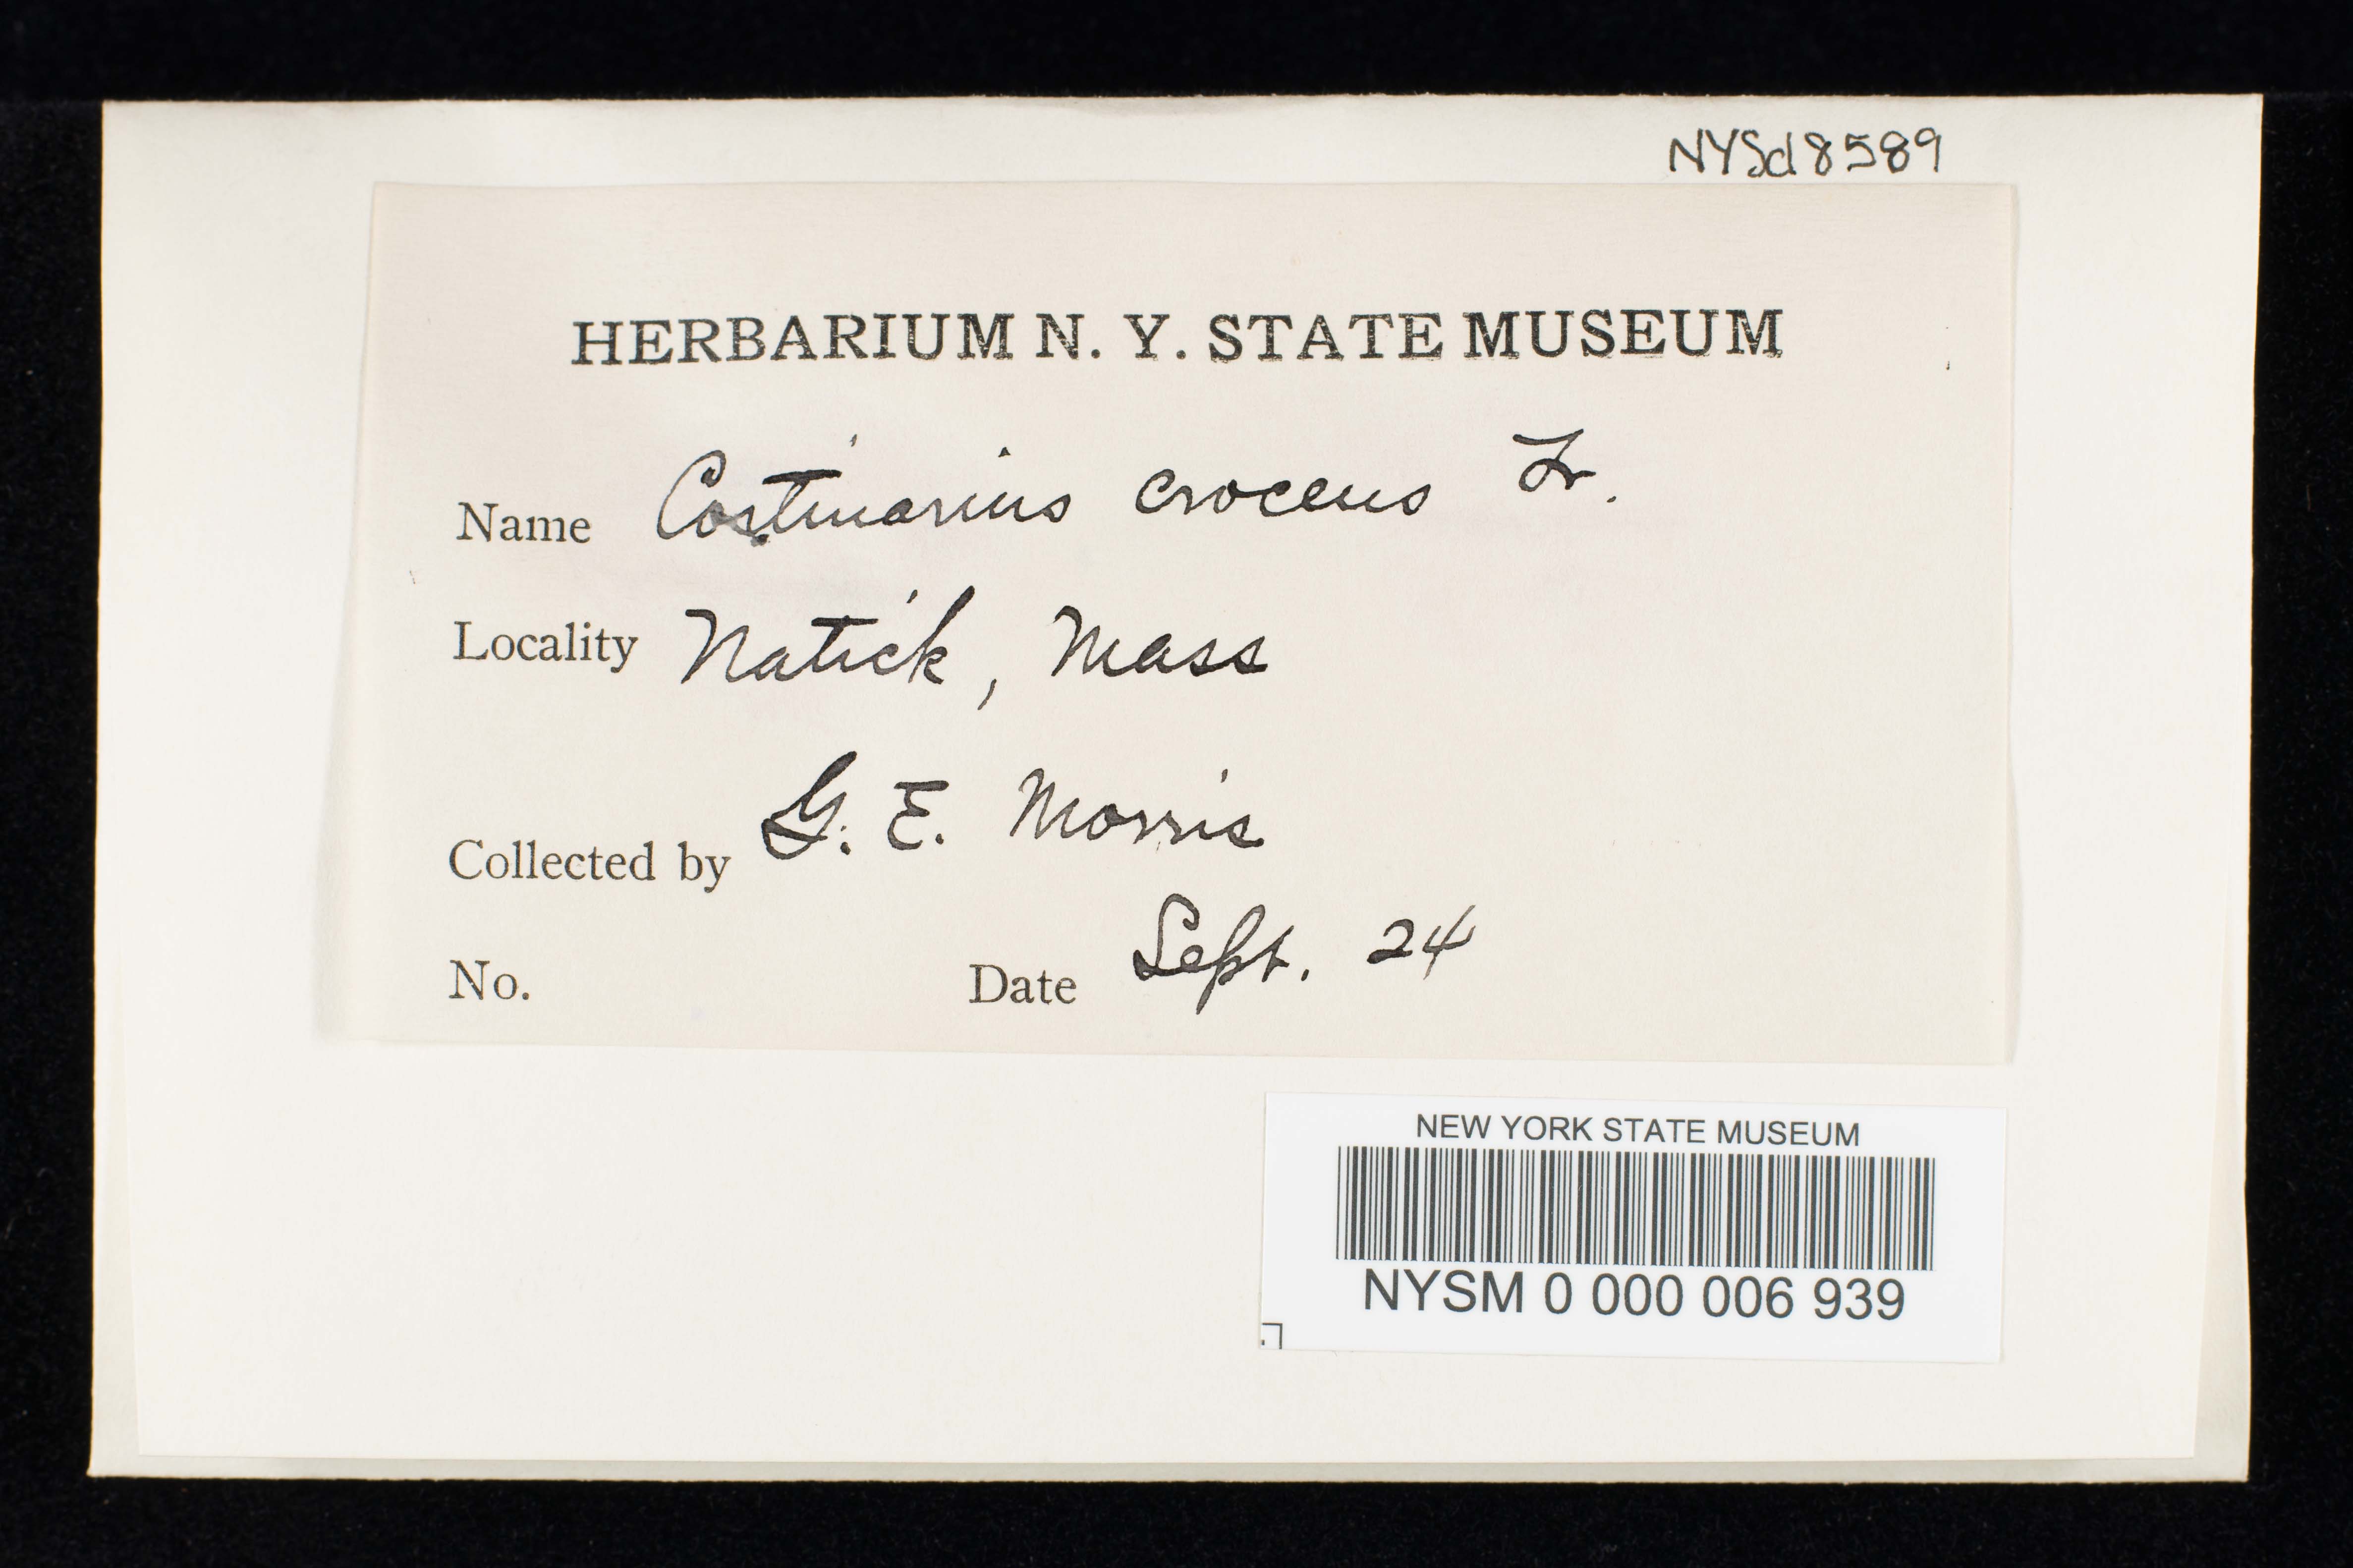 NYSd8589
HERBARIUM N. Y. STATE MUSEUM
Name Cortinarius croceus Fr.
Locality Natick, Mass
Collected by G. E. Morris
No. Date Sept. 24
NEW YORK STATE MUSEUM
NYSM 0 000 006 939